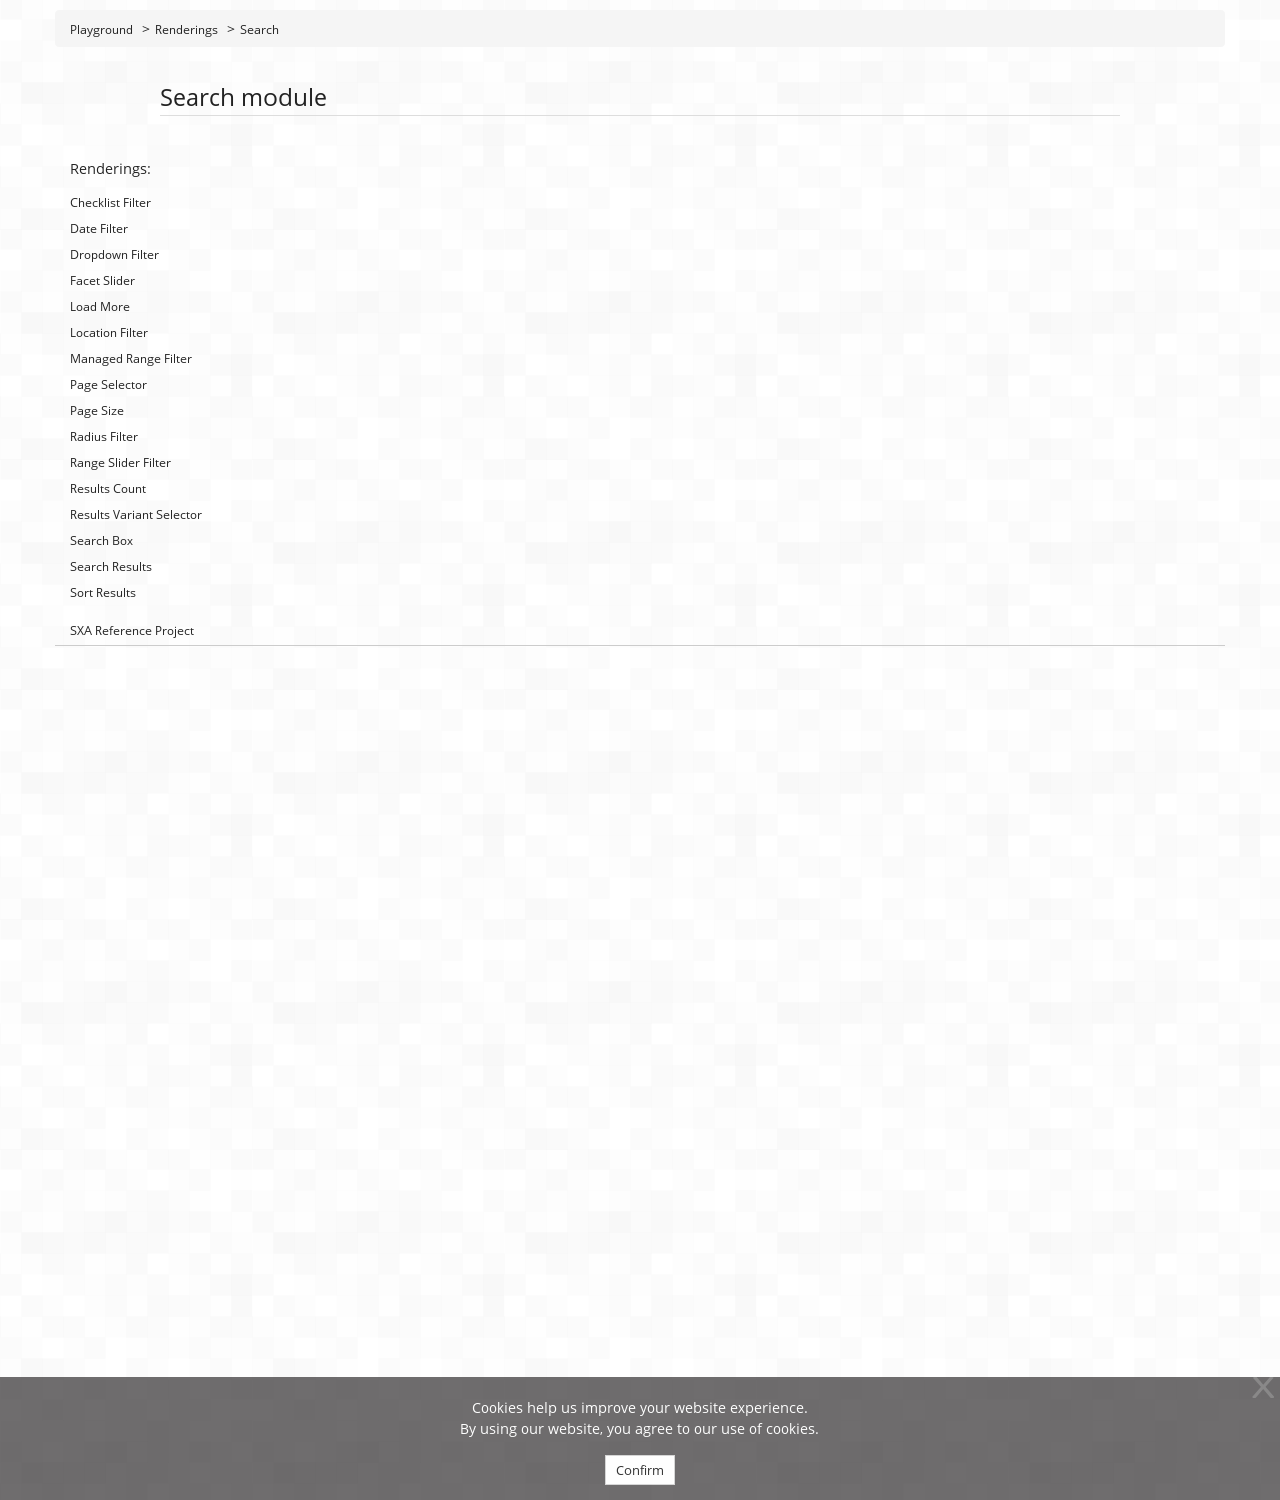 Playground > Renderings > Search
Search module
Renderings:
Checklist Filter
Date Filter
Dropdown Filter
Facet Slider
Load More
Location Filter
Managed Range Filter
Page Selector
Page Size
Radius Filter
Range Slider Filter
Results Count
Results Variant Selector
Search Box
Search Results
Sort Results
SXA Reference Project
X
Cookies help us improve your website experience.
By using our website, you agree to our use of cookies.
Confirm